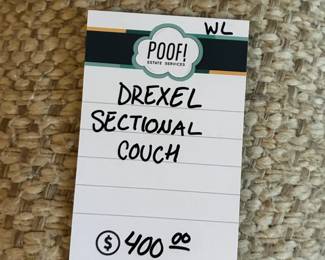 WL
POOF!
ESTATE SERVICES
DREXEL
SECTIONAL
COUCH
$ 400 00